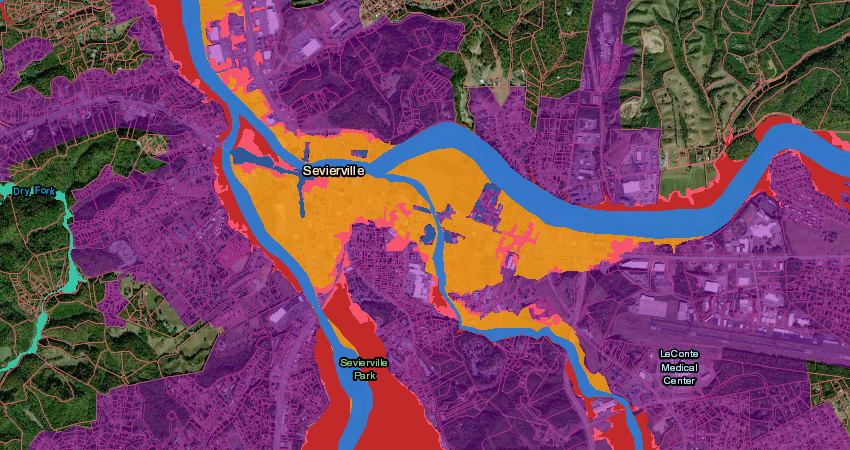 Sevierville
Dry Fork
Sevierville
Park
LeConte
Medical
Center